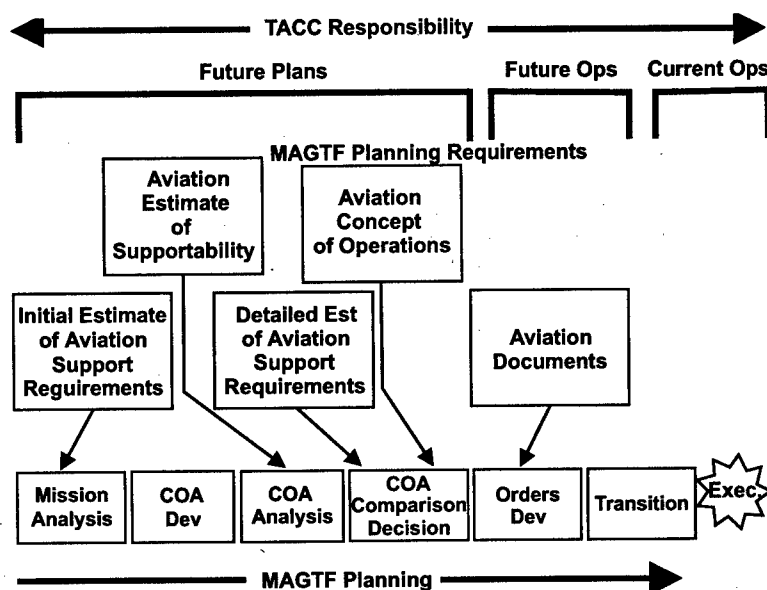 TACC Responsibility
Future Plans
Future Ops
Current Ops
MAGTF Planning Requirements
Aviation
Estimate
of
Supportability
Aviation
Concept
of Operations
Initial Estimate
of Aviation
Support
Reguirements
Detailed Est
of Aviation
Support
Requirements
Aviation
Documents
Mission
Analysis
COA
Dev
COA
Analysis
COA
Comparison
Decision
Orders
Dev
Transition
Exec.
MAGTF Planning